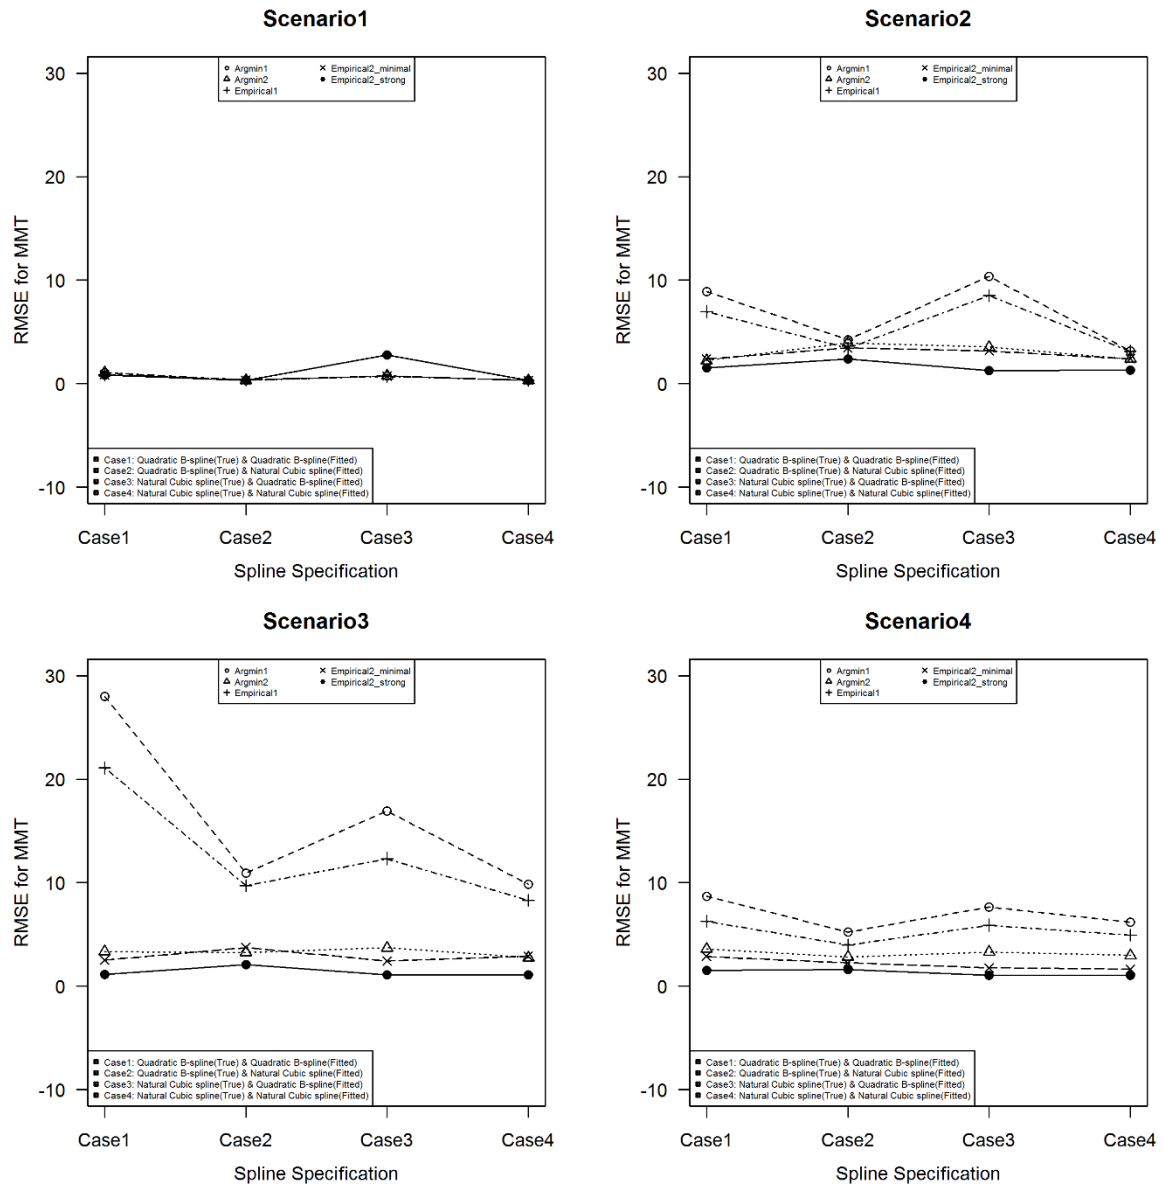 Scenario1
Argmin1
Argmin2
Empirical1
Empirical2_minimal
Empirical2_strong
RMSE for MMT
30
20
10
0
-10
Case1: Quadratic B-spline(True) & Quadratic B-spline(Fitted)
Case2: Quadratic B-spline(True) & Natural Cubic spline(Fitted)
Case3: Natural Cubic spline(True) & Quadratic B-spline(Fitted)
Case4: Natural Cubic spline(True) & Natural Cubic spline(Fitted)
Case1 Case2 Case3 Case4
Spline Specification
Scenario2
Argmin1
Argmin2
Empirical1
Empirical2_minimal
Empirical2_strong
RMSE for MMT
30
20
10
0
-10
Case1: Quadratic B-spline(True) & Quadratic B-spline(Fitted)
Case2: Quadratic B-spline(True) & Natural Cubic spline(Fitted)
Case3: Natural Cubic spline(True) & Quadratic B-spline(Fitted)
Case4: Natural Cubic spline(True) & Natural Cubic spline(Fitted)
Case1 Case2 Case3 Case4
Spline Specification
Scenario3
Argmin1
Argmin2
Empirical1
Empirical2_minimal
Empirical2_strong
RMSE for MMT
30
20
10
0
-10
Case1: Quadratic B-spline(True) & Quadratic B-spline(Fitted)
Case2: Quadratic B-spline(True) & Natural Cubic spline(Fitted)
Case3: Natural Cubic spline(True) & Quadratic B-spline(Fitted)
Case4: Natural Cubic spline(True) & Natural Cubic spline(Fitted)
Case1 Case2 Case3 Case4
Spline Specification
Scenario4
Argmin1
Argmin2
Empirical1
Empirical2_minimal
Empirical2_strong
RMSE for MMT
30
20
10
0
-10
Case1: Quadratic B-spline(True) & Quadratic B-spline(Fitted)
Case2: Quadratic B-spline(True) & Natural Cubic spline(Fitted)
Case3: Natural Cubic spline(True) & Quadratic B-spline(Fitted)
Case4: Natural Cubic spline(True) & Natural Cubic spline(Fitted)
Case1 Case2 Case3 Case4
Spline Specification